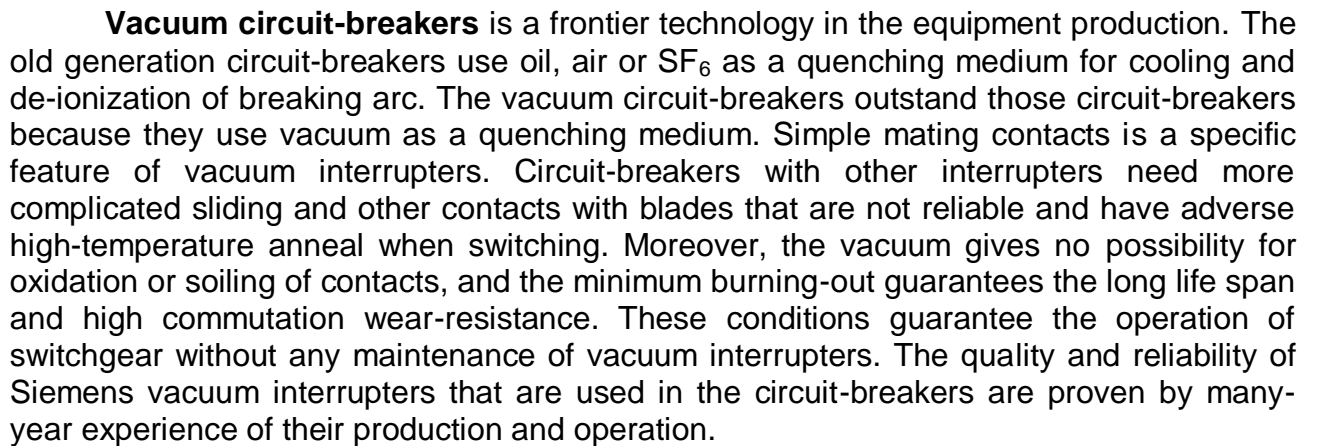 Vacuum circuit-breakers is a frontier technology in the equipment production. The
old generation circuit-breakers use oil, air or SF₆ as a quenching medium for cooling and
de-ionization of breaking arc. The vacuum circuit-breakers outstand those circuit-breakers
because they use vacuum as a quenching medium. Simple mating contacts is a specific
feature of vacuum interrupters. Circuit-breakers with other interrupters need more
complicated sliding and other contacts with blades that are not reliable and have adverse
high-temperature anneal when switching. Moreover, the vacuum gives no possibility for
oxidation or soiling of contacts, and the minimum burning-out guarantees the long life span
and high commutation wear-resistance. These conditions guarantee the operation of
switchgear without any maintenance of vacuum interrupters. The quality and reliability of
Siemens vacuum interrupters that are used in the circuit-breakers are proven by many-
year experience of their production and operation.